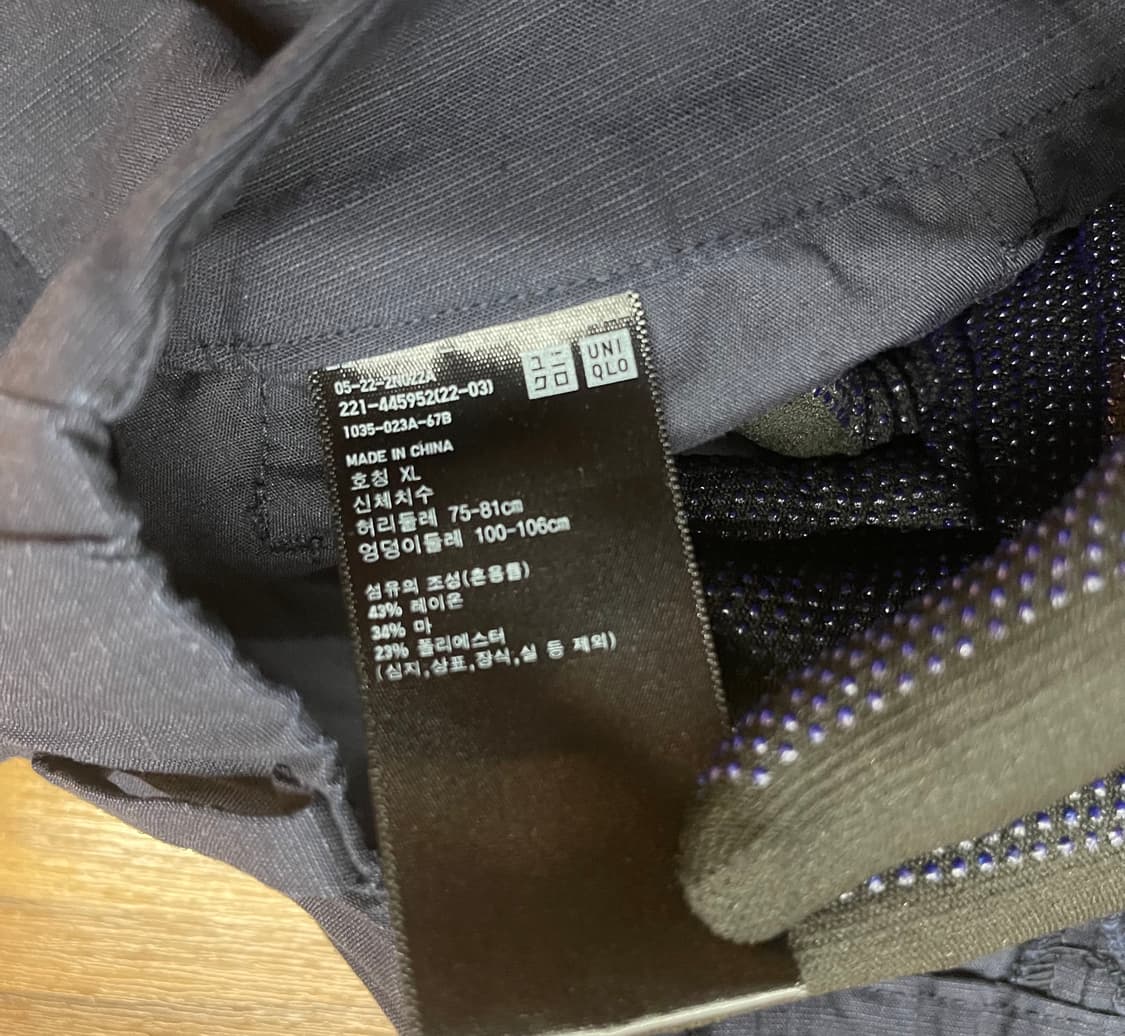 05-22-2N022A
221-445952(22-03)
1035-023A-67B
ユニ
クロ
UNI
QLO
MADE IN CHINA
호칭 XL
신체치수
허리둘레 75-81cm
엉덩이둘레 100-106cm
섬유의 조성(혼용률)
43% 레이온
34% 마
23% 폴리에스터
(심지,상표,장식,실 등 제외)